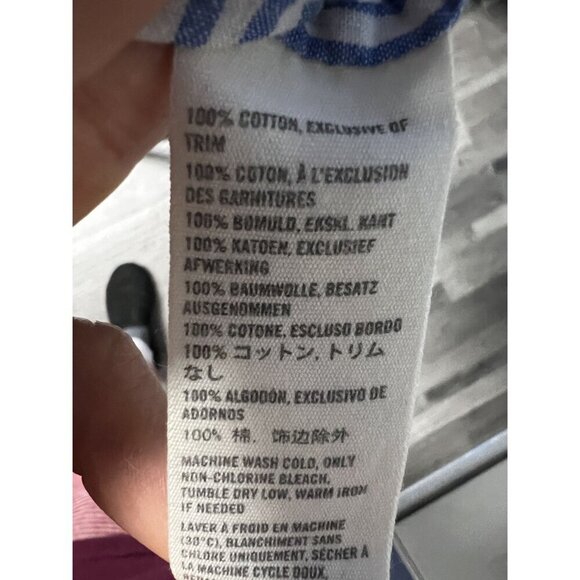 100% COTTON, EXCLUSIVE OF
TRIM
100% COTON, À L'EXCLUSION
DES GARNITURES
100% BOMULD, EKSKL. KANT
100% KATOEN, EXCLUSIEF
AFWERKING
100% BAUMWOLLE, BESATZ
AUSGENOMMEN
100% COTONE, ESCLUSO BORDO
100% コットン, トリム
なし
100% ALGODÓN, EXCLUSIVO DE
ADORNOS
100% 棉, 饰边除外
MACHINE WASH COLD, ONLY
NON-CHLORINE BLEACH,
TUMBLE DRY LOW, WARM IRON
IF NEEDED
LAVER À FROID EN MACHINE
(30°C), BLANCHIMENT SANS
CHLORE UNIQUEMENT, SÉCHER À
LA MACHINE CYCLE DOUX,